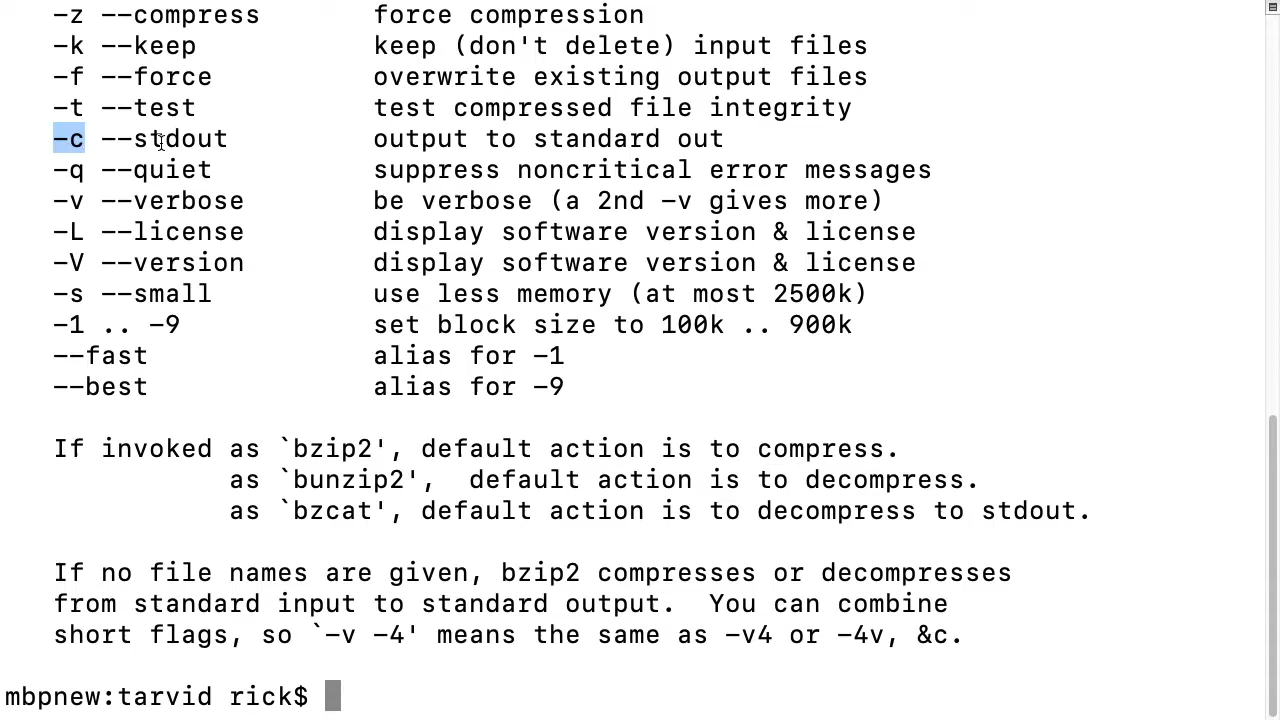 -z --compress       force compression
-k --keep           keep (don't delete) input files
-f --force          overwrite existing output files
-t --test           test compressed file integrity
-c --stdout         output to standard out
-q --quiet          suppress noncritical error messages
-v --verbose        be verbose (a 2nd -v gives more)
-L --license        display software version & license
-V --version        display software version & license
-s --small          use less memory (at most 2500k)
-1 .. -9            set block size to 100k .. 900k
--fast              alias for -1
--best              alias for -9
If invoked as `bzip2', default action is to compress.
as `bunzip2',  default action is to decompress.
as `bzcat', default action is to decompress to stdout.
If no file names are given, bzip2 compresses or decompresses
from standard input to standard output.  You can combine
short flags, so `-v -4' means the same as -v4 or -4v, &c.
mbpnew:tarvid rick$